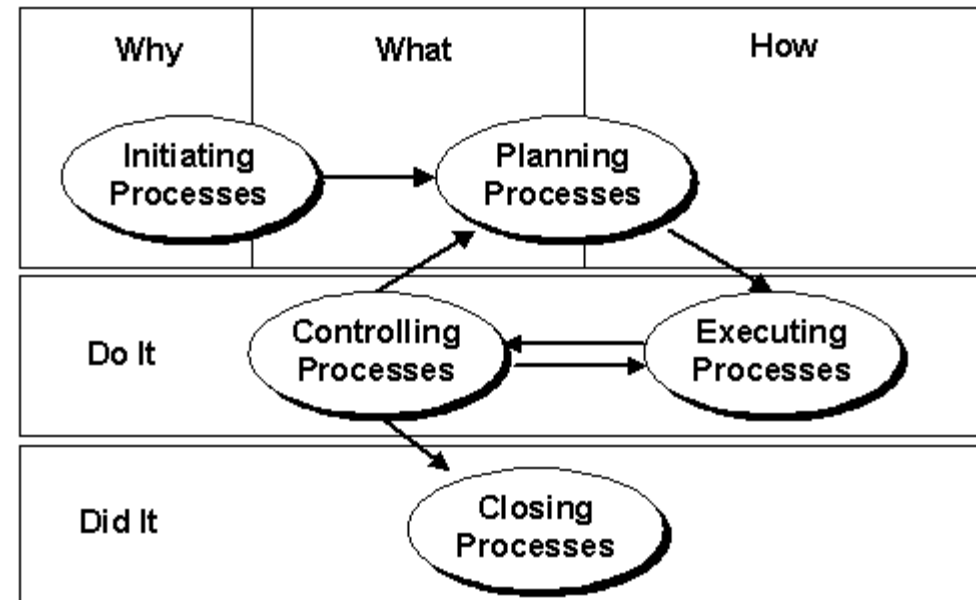 Why
What
How
Initiating
Processes
Planning
Processes
Do It
Controlling
Processes
Executing
Processes
Did It
Closing
Processes